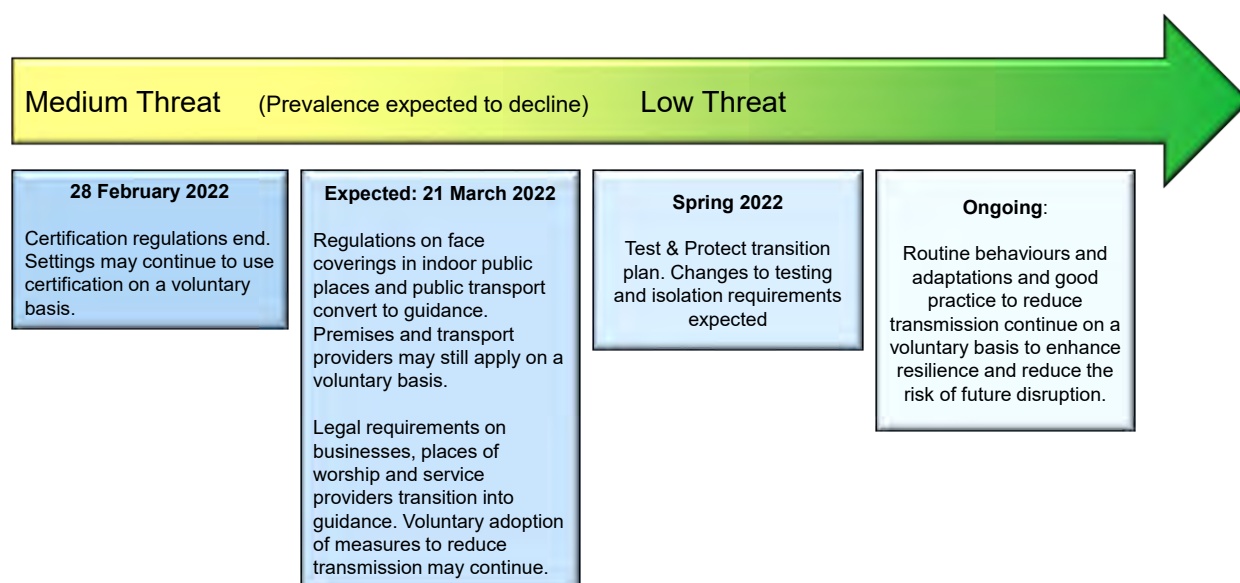 Medium Threat (Prevalence expected to decline) Low Threat
28 February 2022
Certification regulations end.
Settings may continue to use
certification on a voluntary
basis.
Expected: 21 March 2022
Regulations on face
coverings in indoor public
places and public transport
convert to guidance.
Premises and transport
providers may still apply on a
voluntary basis.
Legal requirements on
businesses, places of
worship and service
providers transition into
guidance. Voluntary adoption
of measures to reduce
transmission may continue.
Spring 2022
Test & Protect transition
plan. Changes to testing
and isolation requirements
expected
Ongoing:
Routine behaviours and
adaptations and good
practice to reduce
transmission continue on a
voluntary basis to enhance
resilience and reduce the
risk of future disruption.